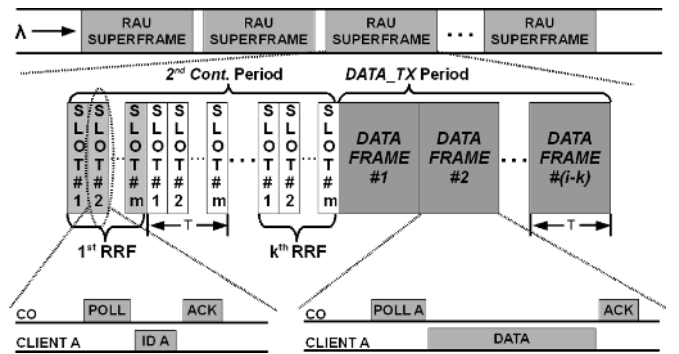 λ
RAU SUPERFRAME
RAU SUPERFRAME
RAU SUPERFRAME
...
RAU SUPERFRAME
2nd Cont. Period
DATA_TX Period
SLOT#1
SLOT#2
...
SLOT#m
SLOT#1
SLOT#2
...
SLOT#m
...
SLOT#1
SLOT#2
...
SLOT#m
DATA FRAME #1
DATA FRAME #2
...
DATA FRAME #(i-k)
1st RRF
T
kth RRF
T
CO
POLL
ACK
CLIENT A
ID A
CO
POLL A
ACK
CLIENT A
DATA